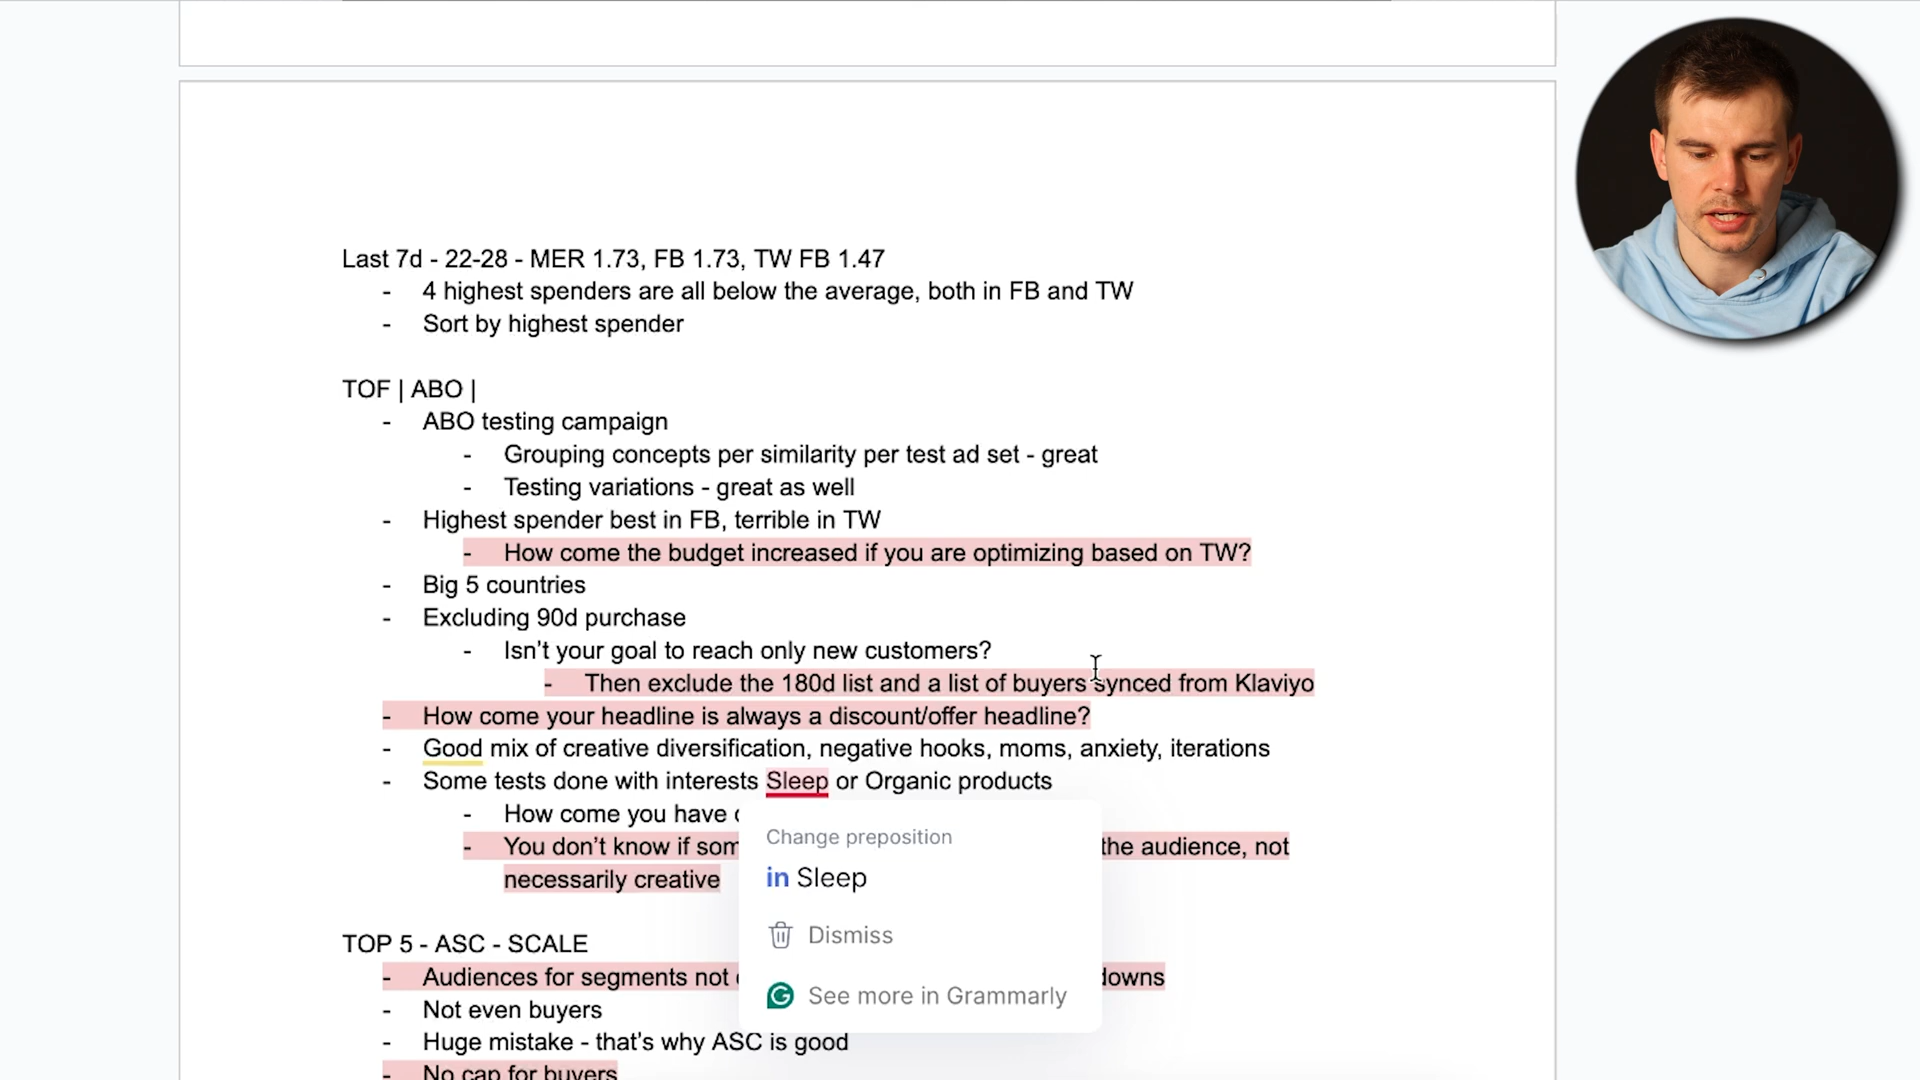 Last 7d - 22-28 - MER 1.73, FB 1.73, TW FB 1.47
- 4 highest spenders are all below the average, both in FB and TW
- Sort by highest spender
TOF | ABO |
- ABO testing campaign
- Grouping concepts per similarity per test ad set - great
- Testing variations - great as well
- Highest spender best in FB, terrible in TW
- How come the budget increased if you are optimizing based on TW?
- Big 5 countries
- Excluding 90d purchase
- Isn't your goal to reach only new customers?
- Then exclude the 180d list and a list of buyers synced from Klaviyo
- How come your headline is always a discount/offer headline?
- Good mix of creative diversification, negative hooks, moms, anxiety, iterations
- Some tests done with interests Sleep or Organic products
- How come you have
- You don't know if the audience, not
necessarily creative
Change preposition
in Sleep
Dismiss
See more in Grammarly
TOP 5 - ASC - SCALE
- Audiences for segments not
- Not even buyers
- Huge mistake - that's why ASC is good
- No cap for buyers